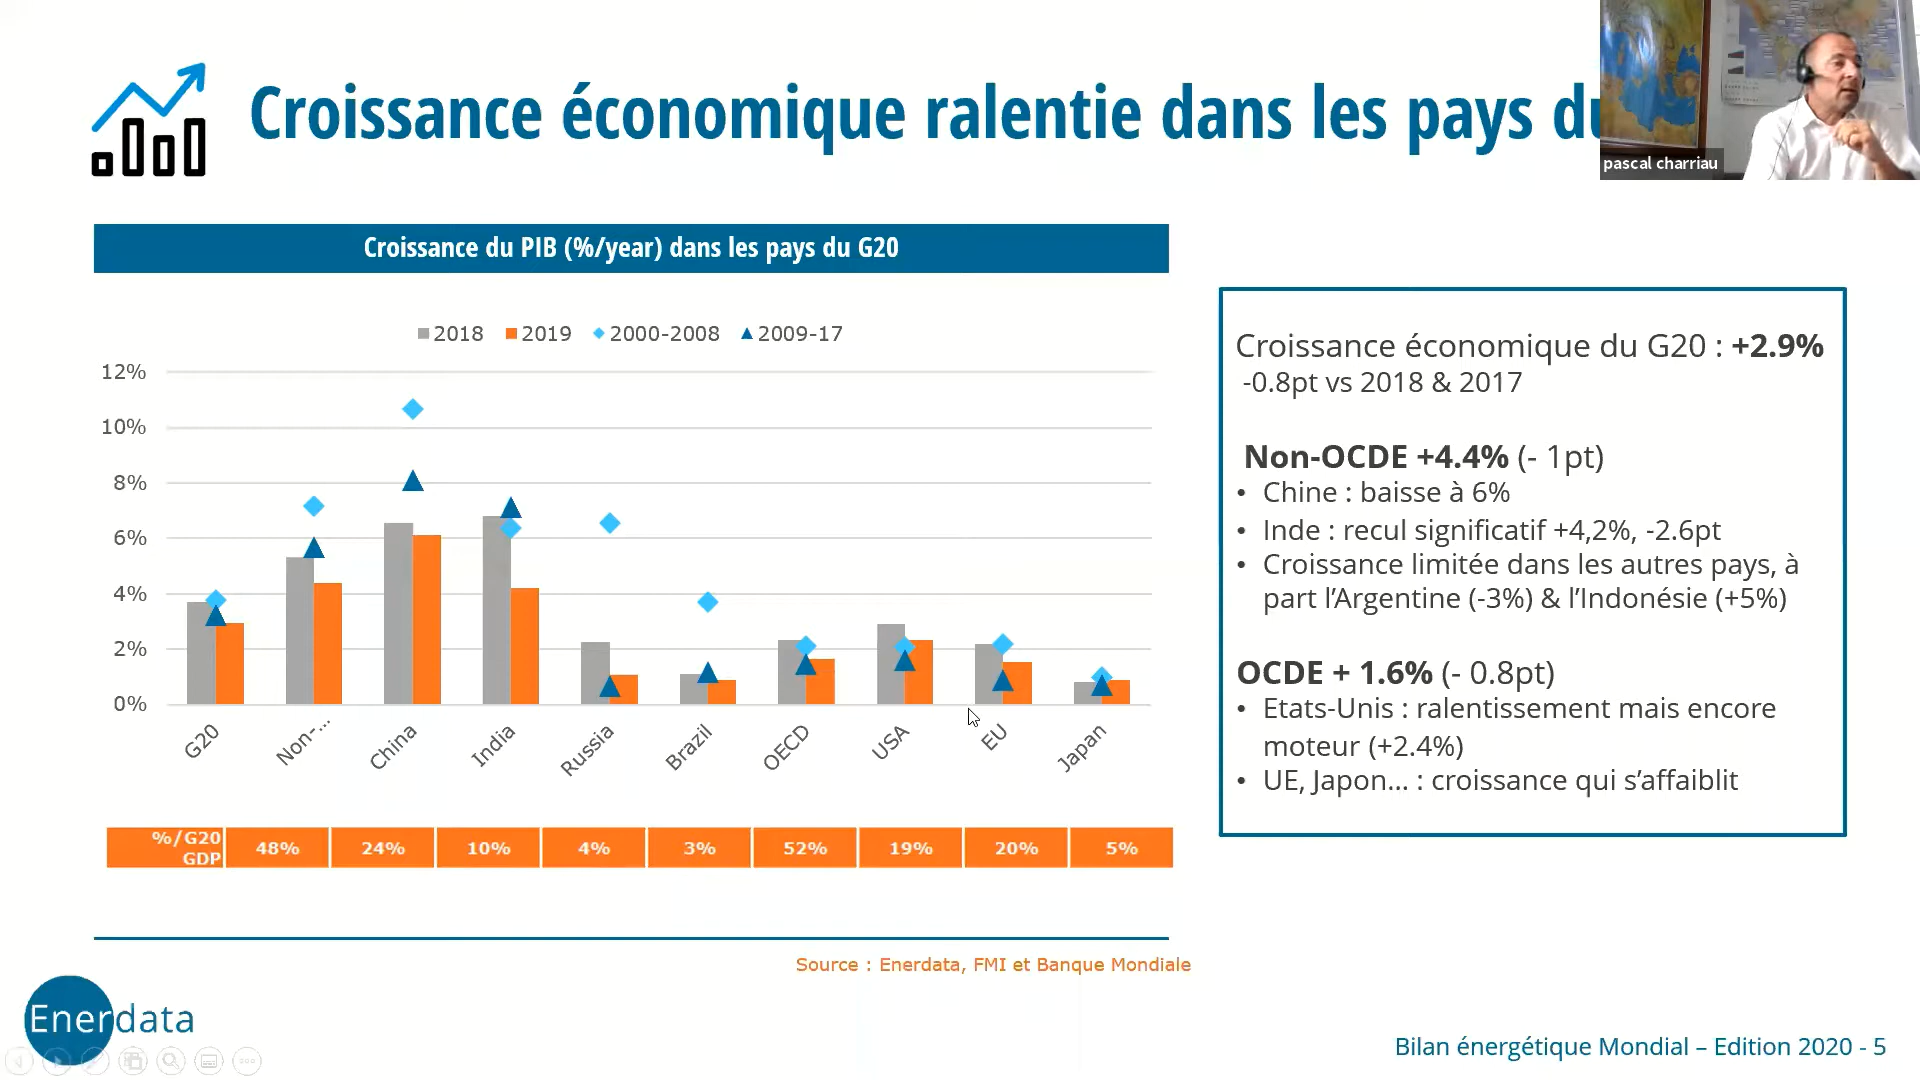 Croissance économique ralentie dans les pays du
pascal charriau
Croissance du PIB (%/year) dans les pays du G20
2018 2019 2000-2008 2009-17
12%
10%
8%
6%
4%
2%
0%
G20 Non-... China India Russia Brazil OECD USA EU Japan
%/G20 GDP 48% 24% 10% 4% 3% 52% 19% 20% 5%
Croissance économique du G20 : +2.9%
-0.8pt vs 2018 & 2017
Non-OCDE +4.4% (- 1pt)
• Chine : baisse à 6%
• Inde : recul significatif +4,2%, -2.6pt
• Croissance limitée dans les autres pays, à
part l’Argentine (-3%) & l’Indonésie (+5%)
OCDE + 1.6% (- 0.8pt)
• Etats-Unis : ralentissement mais encore
moteur (+2.4%)
• UE, Japon... : croissance qui s’affaiblit
Source : Enerdata, FMI et Banque Mondiale
Enerdata
Bilan énergétique Mondial – Edition 2020 - 5